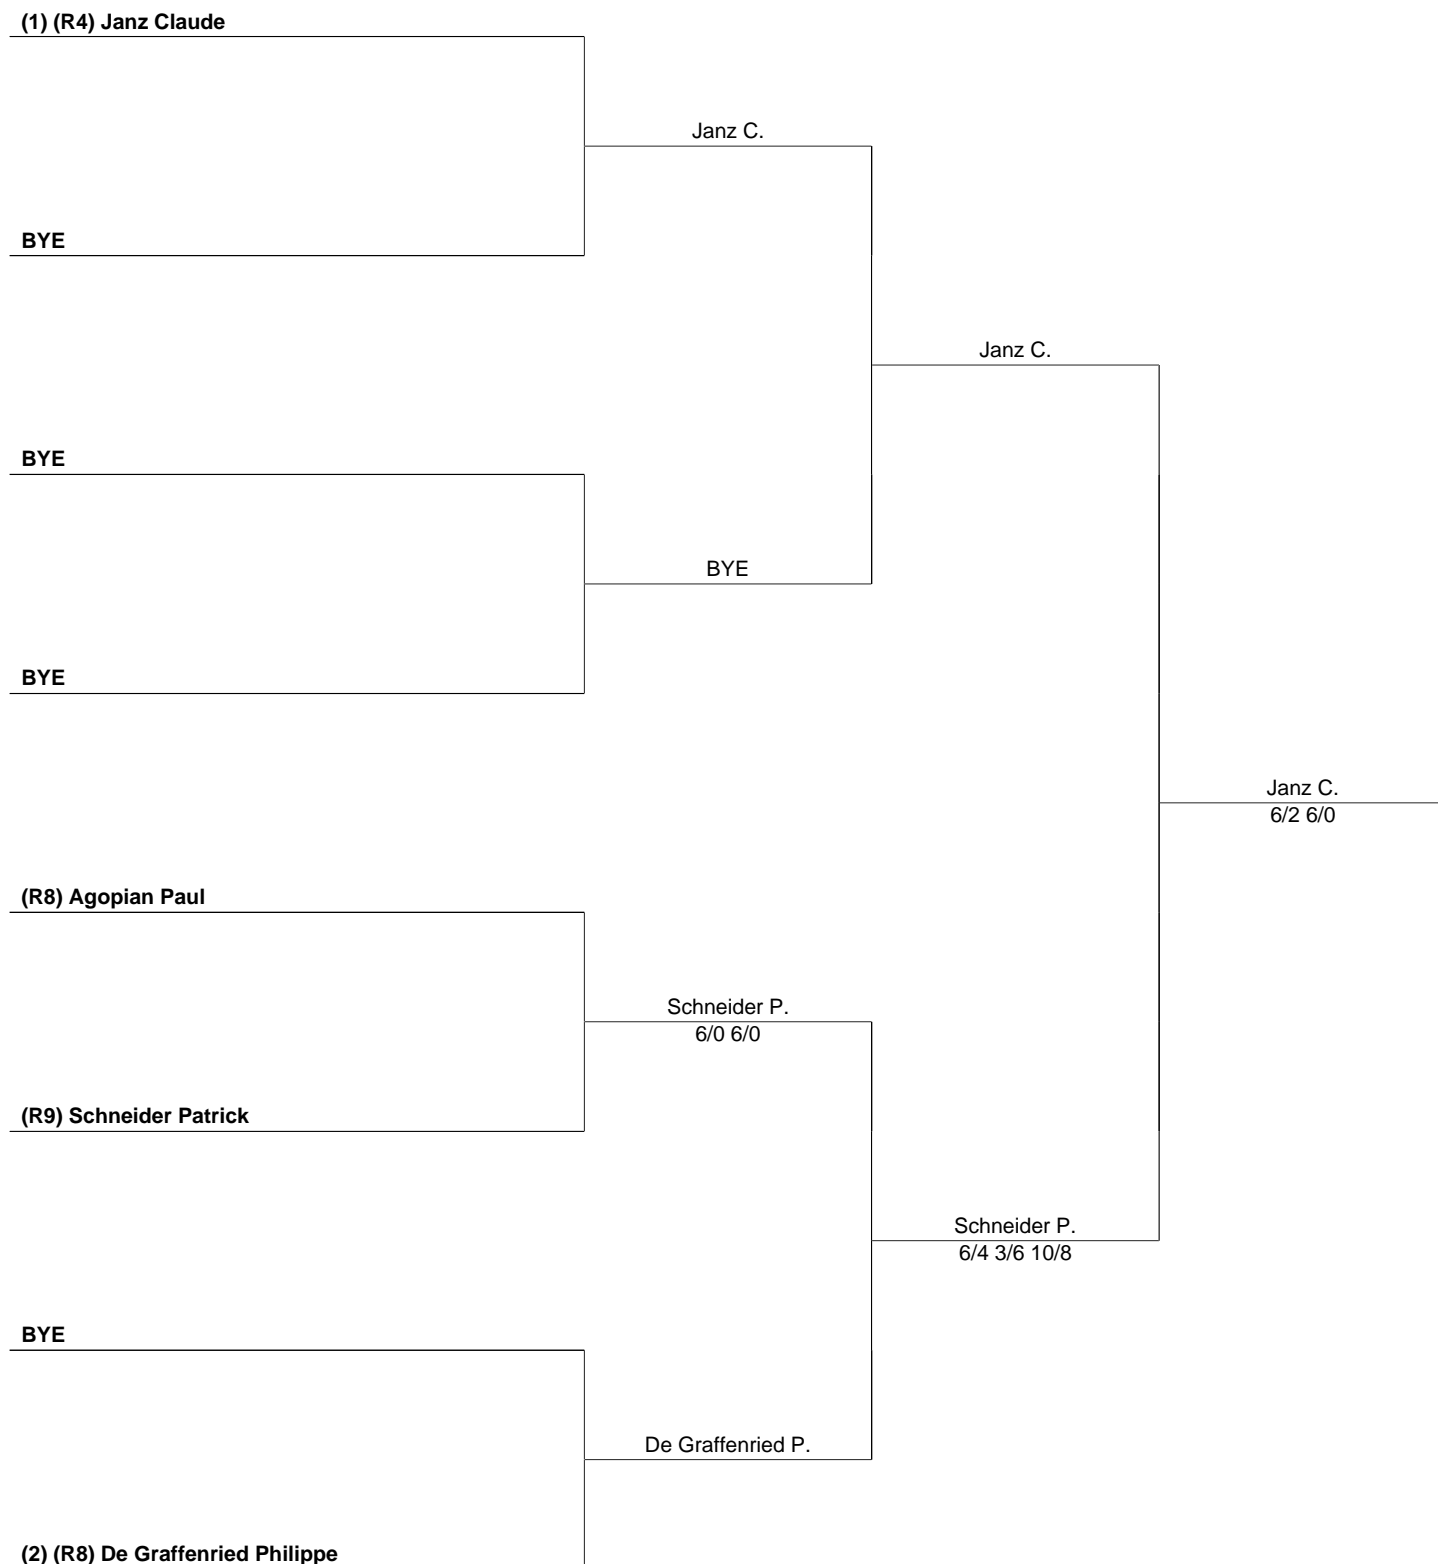 (1) (R4) Janz Claude
Janz C.
BYE
Janz C.
BYE
BYE
BYE
Janz C.
6/2 6/0
(R8) Agopian Paul
Schneider P.
6/0 6/0
(R9) Schneider Patrick
Schneider P.
6/4 3/6 10/8
BYE
De Graffenried P.
(2) (R8) De Graffenried Philippe